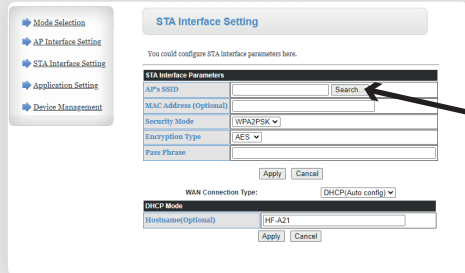 Mode Selection
AP Interface Setting
STA Interface Setting
Application Setting
Device Management
STA Interface Setting
You could configure STA interface parameters here.
STA Interface Parameters
AP's SSID Search...
MAC Address (Optional)
Security Mode WPA2PSK
Encryption Type AES
Pass Phrase
Apply Cancel
WAN Connection Type: DHCP(Auto config)
DHCP Mode
Hostname(Optional) HF-A21
Apply Cancel